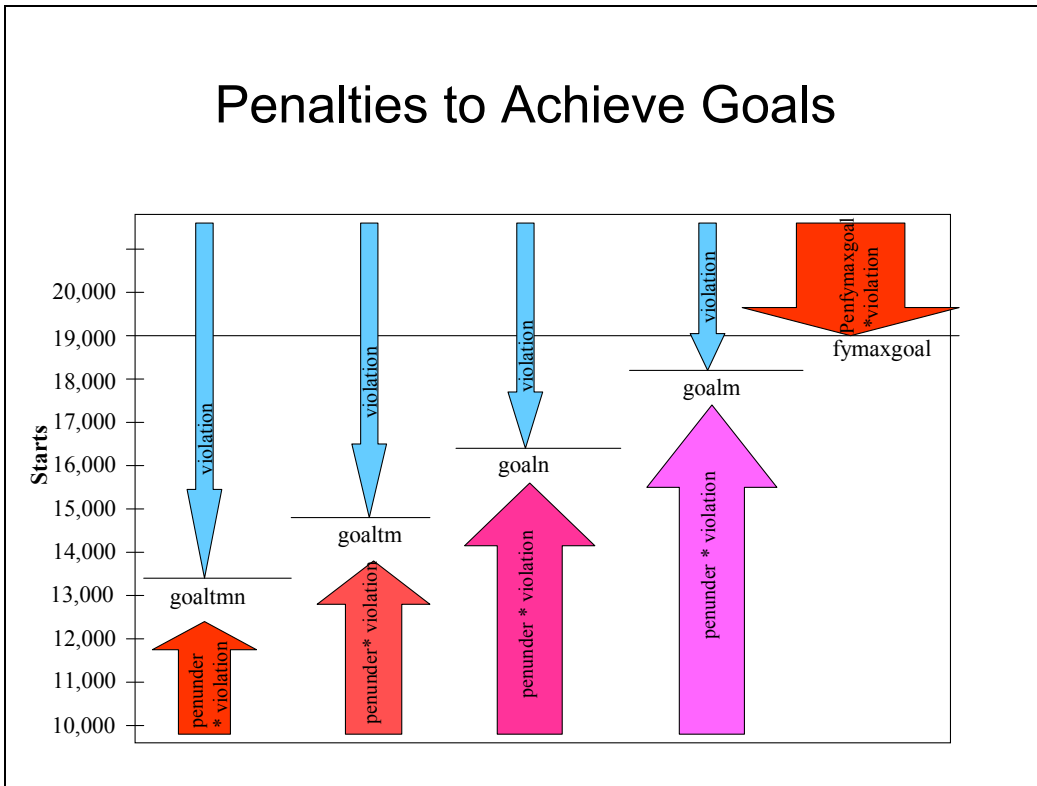 Penalties to Achieve Goals
Starts
20,000
19,000
18,000
17,000
16,000
15,000
14,000
13,000
12,000
11,000
10,000
violation
goaltmn
penunder
* violation
violation
goaltm
penunder* violation
violation
goaln
penunder * violation
violation
goalm
penunder * violation
Penfymaxgoal
*violation
fymaxgoal